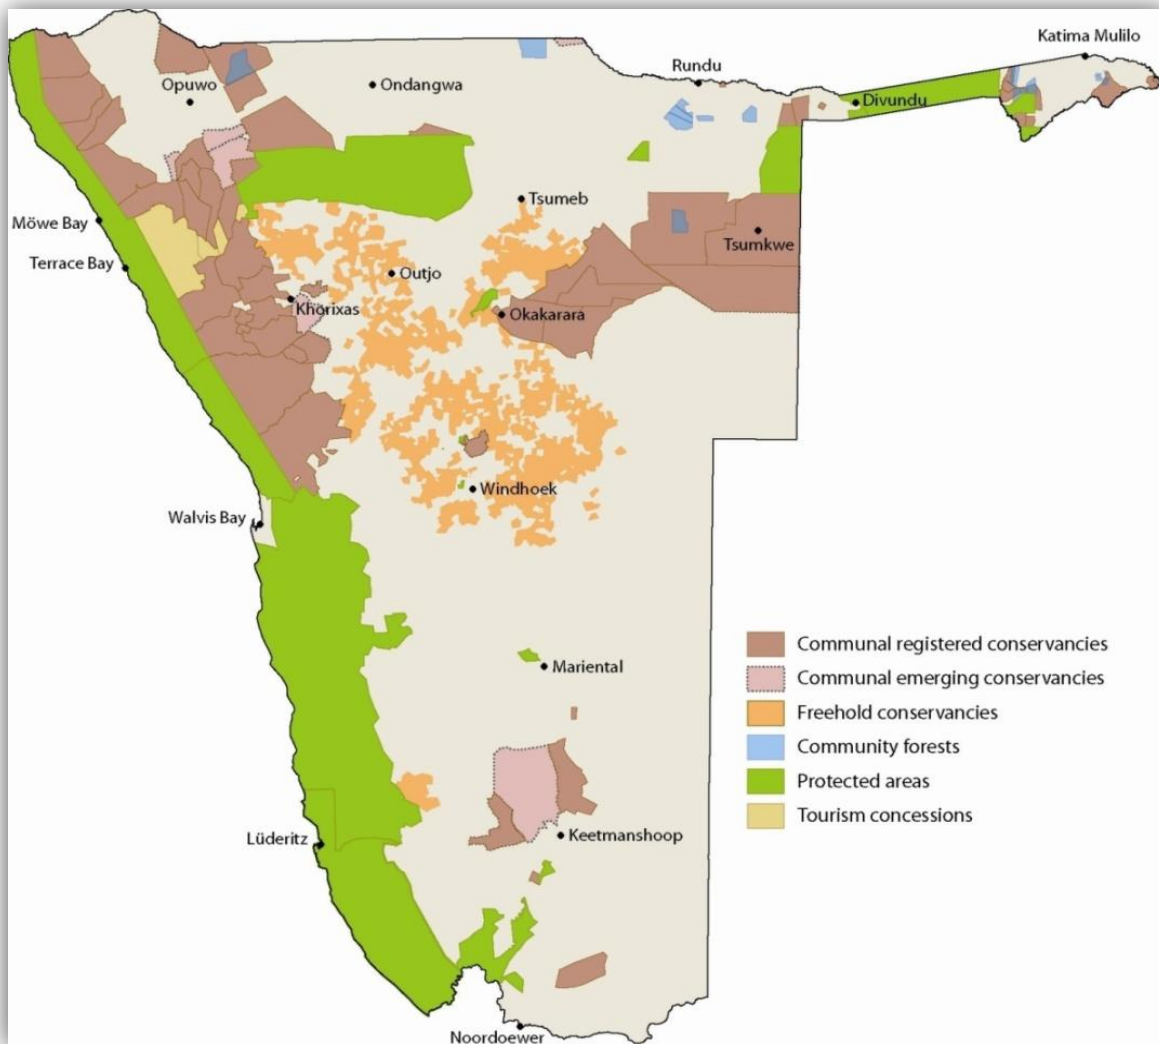 Katima Mulilo
Rundu
Opuwo
Ondangwa
Divundu
Tsumeb
Möwe Bay
Tsumkwe
Terrace Bay
Outjo
Khorixas
Okakarara
Windhoek
Walvis Bay
Communal registered conservancies
Mariental
Communal emerging conservancies
Freehold conservancies
Community forests
Protected areas
Tourism concessions
Lüderitz
Keetmanshoop
Noordoewer